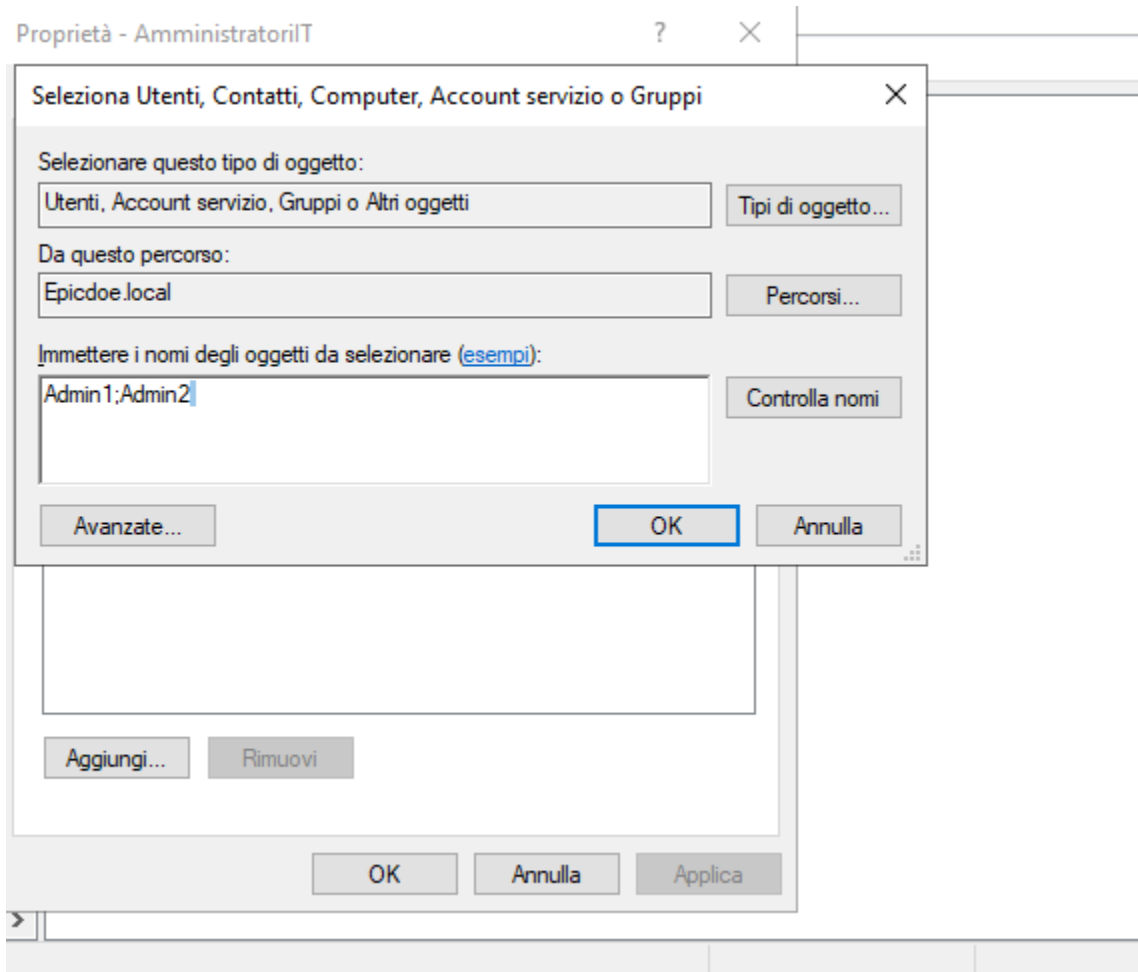 Proprietà - AmministratoriIT
?
Seleziona Utenti, Contatti, Computer, Account servizio o Gruppi
Selezionare questo tipo di oggetto:
Utenti, Account servizio, Gruppi o Altri oggetti
Tipi di oggetto...
Da questo percorso:
Epicdoe.local
Percorsi...
Immettere i nomi degli oggetti da selezionare (esempi):
Admin1;Admin2
Controlla nomi
Avanzate...
OK
Annulla
Aggiungi...
Rimuovi
OK
Annulla
Applica